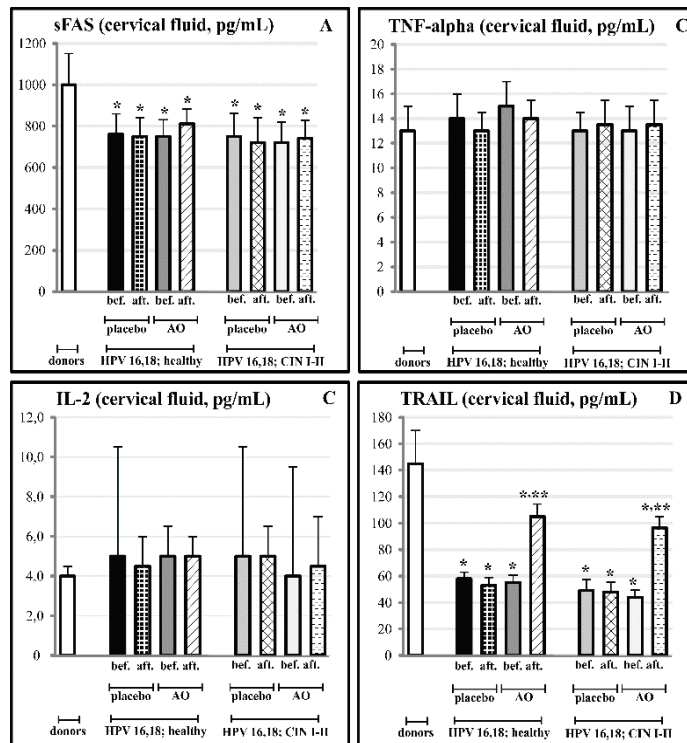 sFAS (cervical fluid, pg/mL) A
1200
1000
800
600
400
200
0
* * * * * * * *
bef. aft. bef. aft. bef. aft. bef. aft.
placebo AO placebo AO
donors HPV 16,18; healthy HPV 16,18; CIN I-II
TNF-alpha (cervical fluid, pg/mL) C
20
18
16
14
12
10
8
6
4
2
0
bef. aft. bef. aft. bef. aft. bef. aft.
placebo AO placebo AO
donors HPV 16,18; healthy HPV 16,18; CIN I-II
IL-2 (cervical fluid, pg/mL) C
12,0
10,0
8,0
6,0
4,0
2,0
0
bef. aft. bef. aft. bef. aft. bef. aft.
placebo AO placebo AO
donors HPV 16,18; healthy HPV 16,18; CIN I-II
TRAIL (cervical fluid, pg/mL) D
180
160
140
120
100
80
60
40
20
0
* * * *,** * * * *,**
bef. aft. bef. aft. bef. aft. bef. aft.
placebo AO placebo AO
donors HPV 16,18; healthy HPV 16,18; CIN I-II